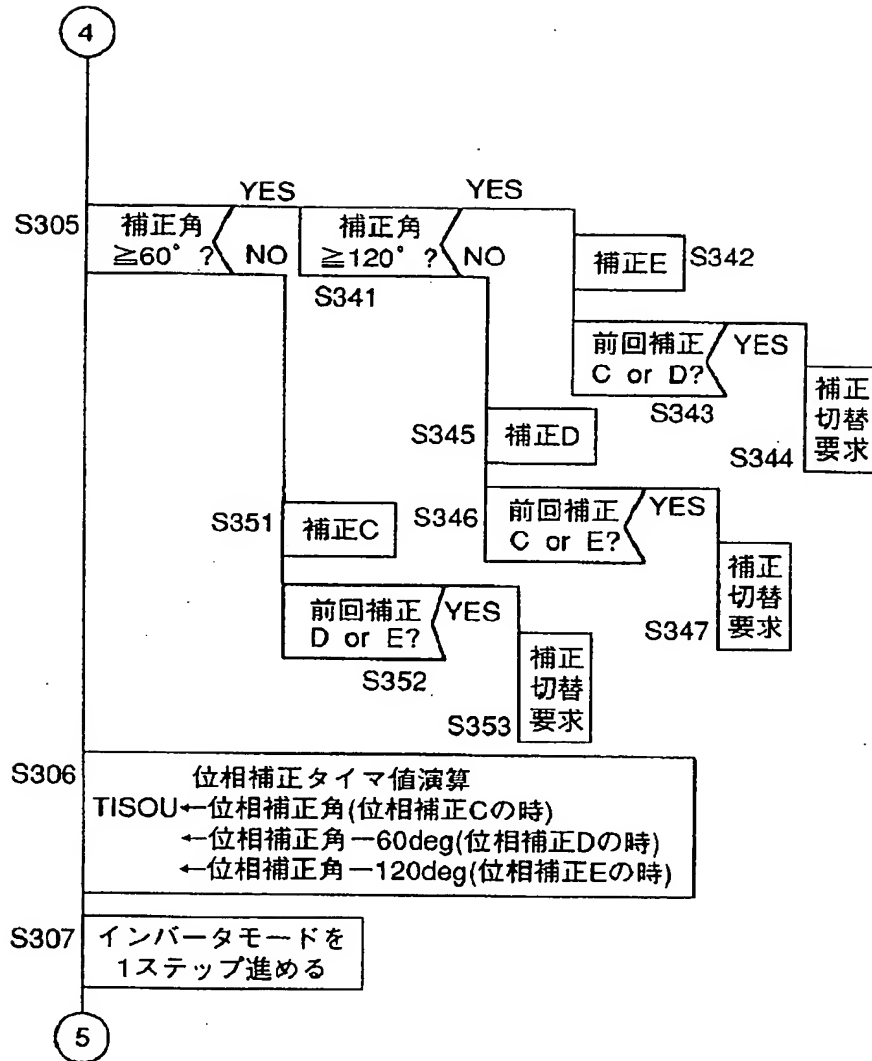 4
YES
YES
S305
補正角
≧60° ?
NO
補正角
≧120° ?
NO
S341
補正E
S342
前回補正
C or D?
YES
S343
補正
切替
要求
S344
S345
補正D
S346
前回補正
C or E?
YES
補正
切替
要求
S347
S351
補正C
前回補正
D or E?
YES
S352
補正
切替
要求
S353
S306
位相補正タイマ値演算
TISOU←位相補正角(位相補正Cの時)
←位相補正角ー60deg(位相補正Dの時)
←位相補正角ー120deg(位相補正Eの時)
S307
インバータモードを
1ステップ進める
5